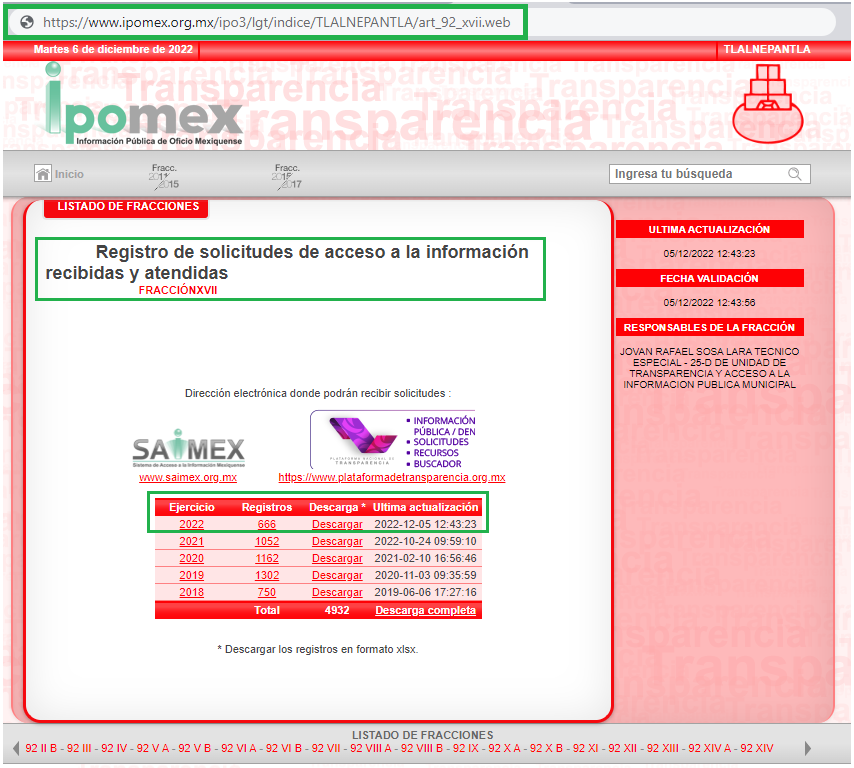 https://www.ipomex.org.mx/ipo3/lgt/indice/TLALNEPANTLA/art_92_xvii.web
Martes 6 de diciembre de 2022
TLALNEPANTLA
ipomex
Información Pública de Oficio Mexiquense
Transparencia
Inicio
Fracc.
Fracc.
2017
Ingresa tu búsqueda
LISTADO DE FRACCIONES
Registro de solicitudes de acceso a la información
recibidas y atendidas
FRACCIÓNXVII
Dirección electrónica donde podrán recibir solicitudes :
SAIMEX
Sistema de Acceso a la Información Mexiquense
www.saimex.org.mx
PLATAFORMA NACIONAL DE
TRANSPARENCIA
INFORMACIÓN
PÚBLICA / DEN
SOLICITUDES
RECURSOS
BUSCADOR
https://www.plataformadetransparencia.org.mx
Ejercicio Registros Descarga * Ultima actualización
2022 666 Descargar 2022-12-05 12:43:23
2021 1052 Descargar 2022-10-24 09:59:10
2020 1162 Descargar 2021-02-10 16:56:46
2019 1302 Descargar 2020-11-03 09:35:59
2018 750 Descargar 2019-06-06 17:27:16
Total 4932 Descarga completa
* Descargar los registros en formato xlsx.
ULTIMA ACTUALIZACIÓN
05/12/2022 12:43:23
FECHA VALIDACIÓN
05/12/2022 12:43:56
RESPONSABLES DE LA FRACCIÓN
JOVAN RAFAEL SOSA LARA TECNICO
ESPECIAL - 25-D DE UNIDAD DE
TRANSPARENCIA Y ACCESO A LA
INFORMACION PUBLICA MUNICIPAL
LISTADO DE FRACCIONES
92 II B - 92 III - 92 IV - 92 V A - 92 V B - 92 VI A - 92 VI B - 92 VII - 92 VIII A - 92 VIII B - 92 IX - 92 X A - 92 X B - 92 XI - 92 XII - 92 XIII - 92 XIV A - 92 XIV